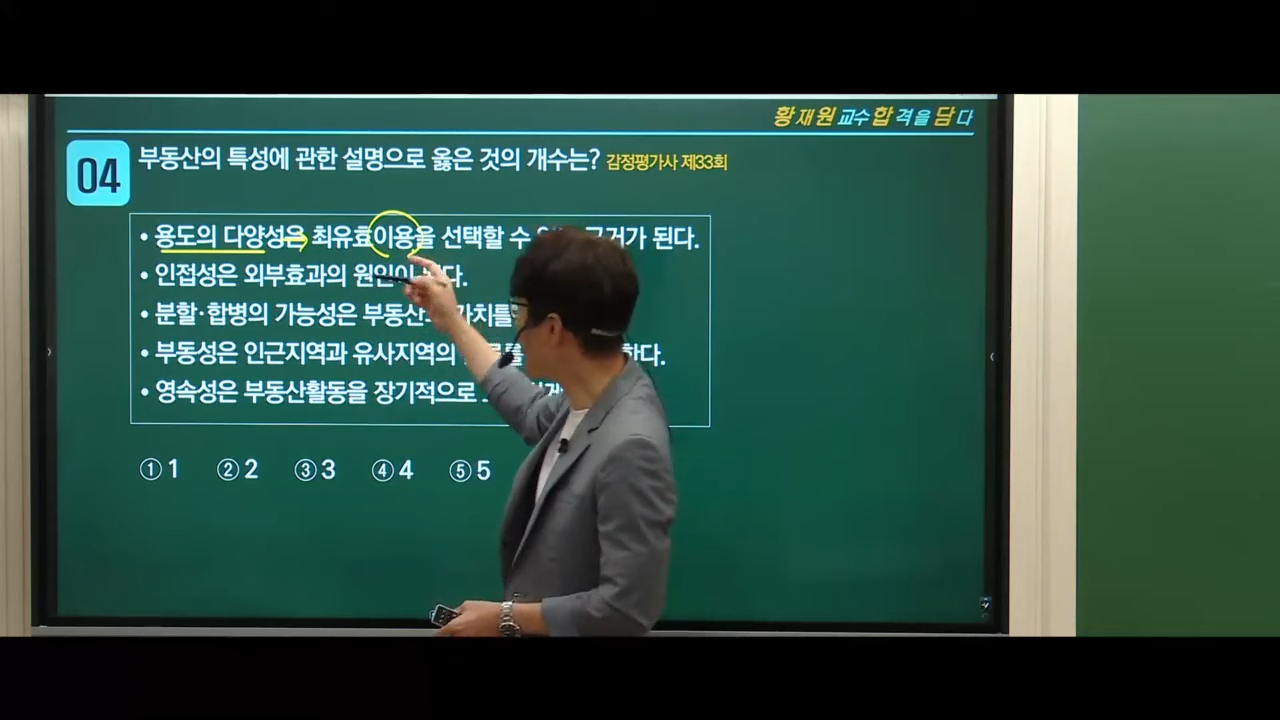 황재원 교수 합격을 담다
04 부동산의 특성에 관한 설명으로 옳은 것의 개수는? 감정평가사 제33회
• 용도의 다양성은 최유효이용을 선택할 수 근거가 된다.
• 인접성은 외부효과의 원인이 된다.
• 분할·합병의 가능성은 부동산의 가치를
• 부동성은 인근지역과 유사지역의 한다.
• 영속성은 부동산활동을 장기적으로
① 1 ② 2 ③ 3 ④ 4 ⑤ 5